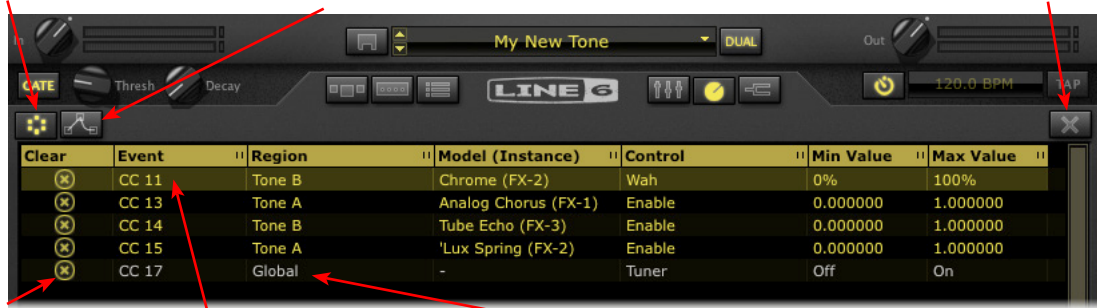 In My New Tone DUAL Out
GATE Thresh Decay LINE 6 120.0 BPM TAP
Clear Event Region Model (Instance) Control Min Value Max Value
CC 11 Tone B Chrome (FX-2) Wah 0% 100%
CC 13 Tone A Analog Chorus (FX-1) Enable 0.000000 1.000000
CC 14 Tone B Tube Echo (FX-3) Enable 0.000000 1.000000
CC 15 Tone A 'Lux Spring (FX-2) Enable 0.000000 1.000000
CC 17 Global - Tuner Off On